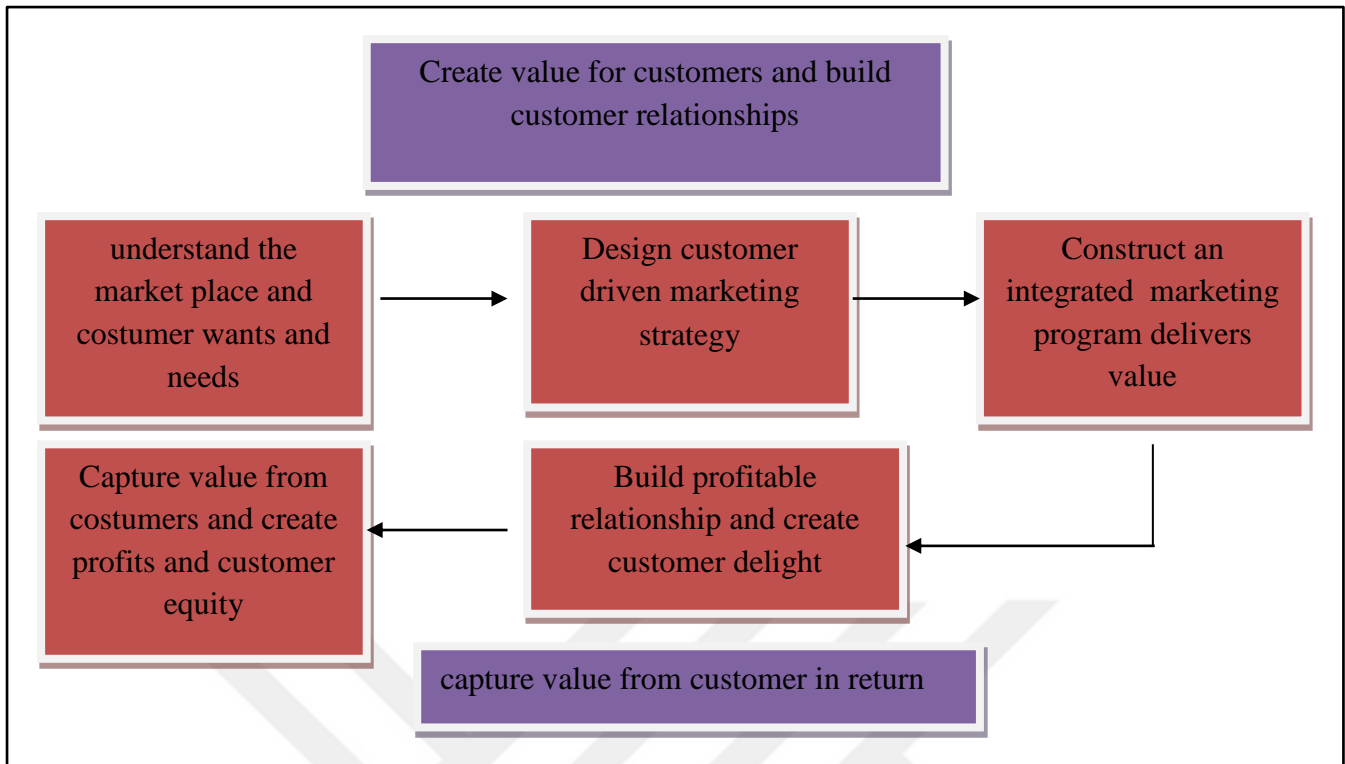 Create value for customers and build
customer relationships
understand the
market place and
costumer wants and
needs
Design customer
driven marketing
strategy
Construct an
integrated marketing
program delivers
value
Capture value from
costumers and create
profits and customer
equity
Build profitable
relationship and create
customer delight
capture value from customer in return